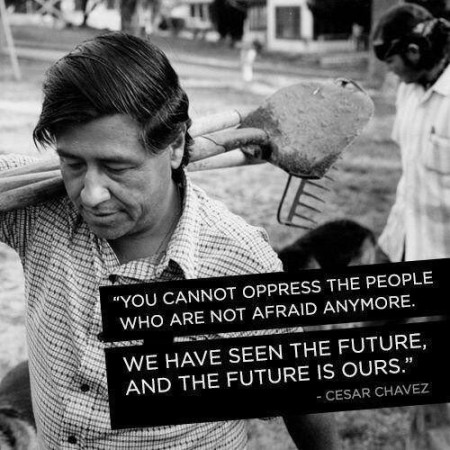 “YOU CANNOT OPPRESS THE PEOPLE
WHO ARE NOT AFRAID ANYMORE.
WE HAVE SEEN THE FUTURE,
AND THE FUTURE IS OURS.”
- CESAR CHAVEZ